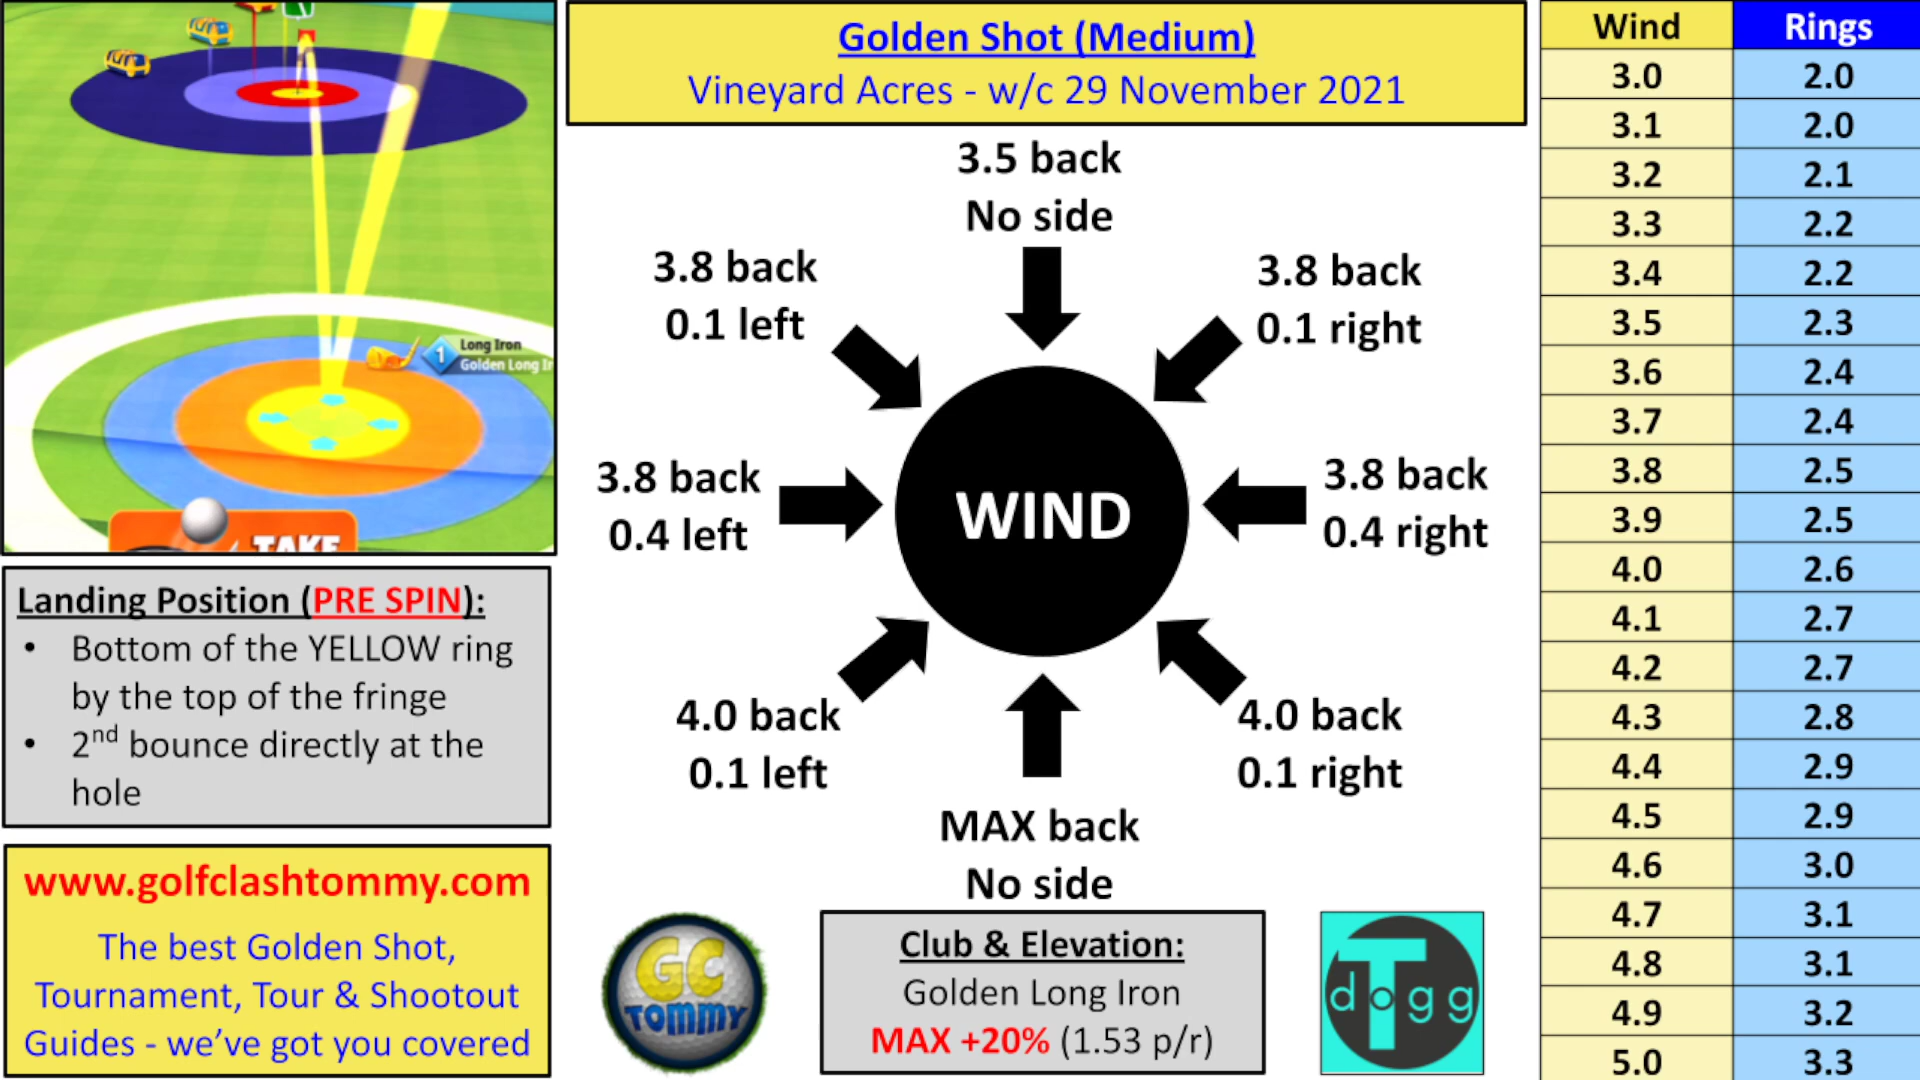 Golden Shot (Medium)
Vineyard Acres - w/c 29 November 2021
1
Long Iron
Golden Long Ir
TAKE
Landing Position (PRE SPIN):
• Bottom of the YELLOW ring
by the top of the fringe
• 2nd bounce directly at the
hole
www.golfclashtommy.com
The best Golden Shot,
Tournament, Tour & Shootout
Guides - we've got you covered
3.5 back
No side
3.8 back
0.1 left
3.8 back
0.1 right
3.8 back
0.4 left
WIND
3.8 back
0.4 right
4.0 back
0.1 left
4.0 back
0.1 right
MAX back
No side
GC
TOMMY
Club & Elevation:
Golden Long Iron
MAX +20% (1.53 p/r)
T
dogg
Wind Rings
3.0 2.0
3.1 2.0
3.2 2.1
3.3 2.2
3.4 2.2
3.5 2.3
3.6 2.4
3.7 2.4
3.8 2.5
3.9 2.5
4.0 2.6
4.1 2.7
4.2 2.7
4.3 2.8
4.4 2.9
4.5 2.9
4.6 3.0
4.7 3.1
4.8 3.1
4.9 3.2
5.0 3.3